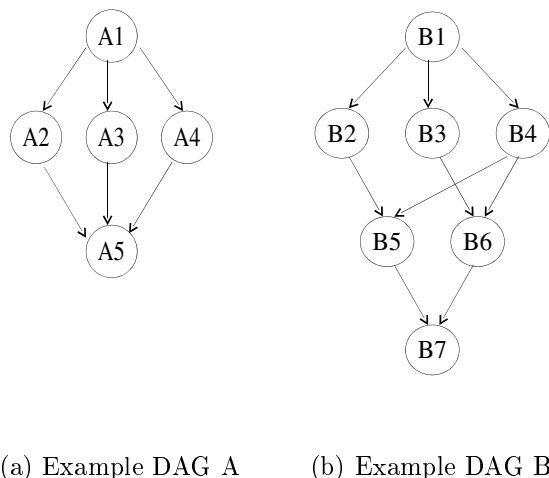 A1 B1
A2 A3 A4 B2 B3 B4
B5 B6
A5
B7
(a) Example DAG A (b) Example DAG B